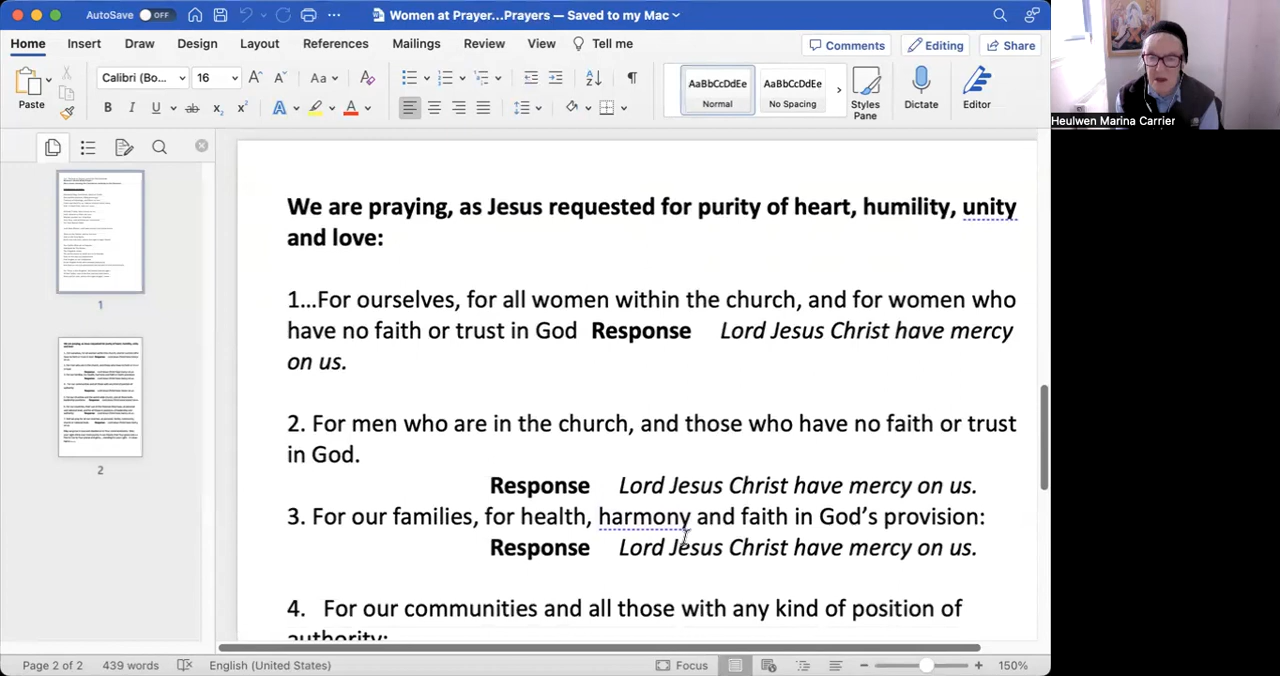 AutoSave OFF
Women at Prayer...Prayers — Saved to my Mac
Home Insert Draw Design Layout References Mailings Review View Tell me
Comments Editing Share
Paste
Calibri (Bo... 16
Aa
AaBbCcDdEe
Normal
AaBbCcDdEe
No Spacing
Styles
Pane
Dictate
Editor
Heulwen Marina Carrier
1
2
We are praying, as Jesus requested for purity of heart, humility, unity
and love:
1...For ourselves, for all women within the church, and for women who
have no faith or trust in God Response Lord Jesus Christ have mercy
on us.
2. For men who are in the church, and those who have no faith or trust
in God.
Response Lord Jesus Christ have mercy on us.
3. For our families, for health, harmony and faith in God's provision:
Response Lord Jesus Christ have mercy on us.
4. For our communities and all those with any kind of position of
authority:
Page 2 of 2 439 words English (United States) Focus 150%